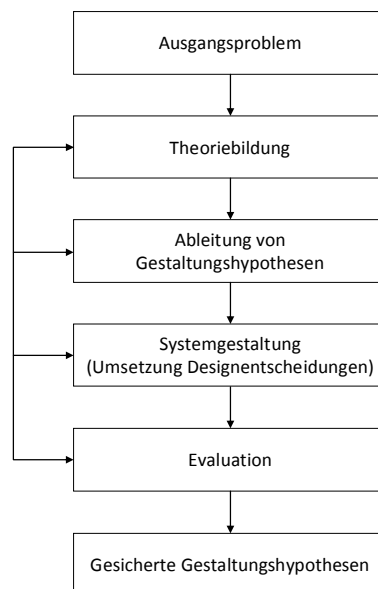 Ausgangsproblem
Theoriebildung
Ableitung von
Gestaltungshypothesen
Systemgestaltung
(Umsetzung Designentscheidungen)
Evaluation
Gesicherte Gestaltungshypothesen